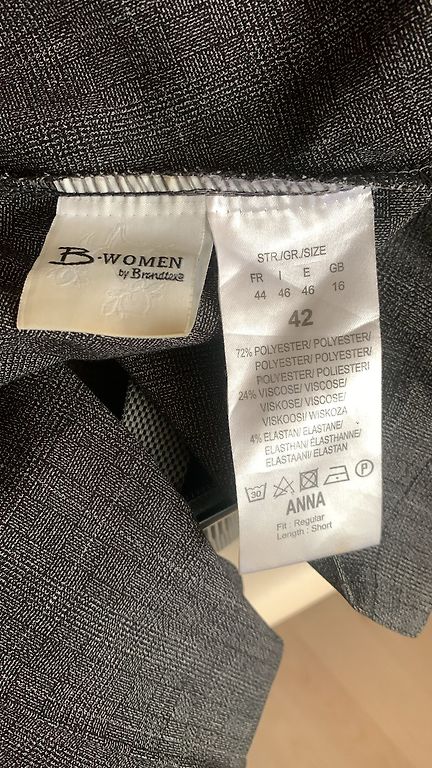 B-WOMEN
by Brandtex
STR./GR./SIZE
FR I E GB
44 46 46 16
42
72% POLYESTER/ POLYESTER/
POLYESTER/ POLYESTER/
POLYESTER/ POLIESTERI
24% VISCOSE/ VISCOSE/
VISKOSE/ VISCOSE/
VISKOOSI/ WISKOZA
4% ELASTAN/ ELASTANE/
ELASTHAN/ ÉLASTHANNE/
ELASTAANI/ ELASTAN
30 P
ANNA
Fit : Regular
Length : Short